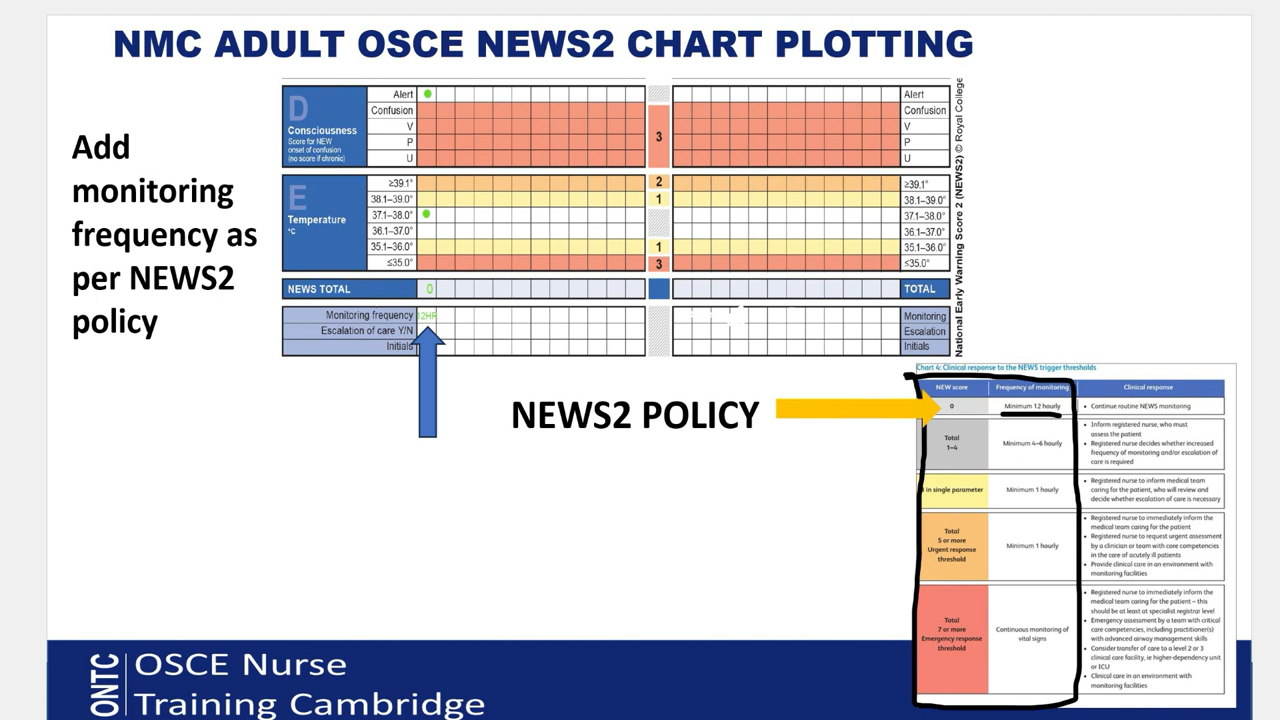 NMC ADULT OSCE NEWS2 CHART PLOTTING
Add
monitoring
frequency as
per NEWS2
policy
D
Consciousness
Score for NEW
onset of confusion
(no score if chronic)
Alert
Confusion
V
P
U
3
Alert
Confusion
V
P
U
E
Temperature
°C
≥39.1°
38.1–39.0°
37.1–38.0°
36.1–37.0°
35.1–36.0°
≤35.0°
2
1
1
3
≥39.1°
38.1–39.0°
37.1–38.0°
36.1–37.0°
35.1–36.0°
≤35.0°
NEWS TOTAL 0 TOTAL
Monitoring frequency Monitoring
Escalation of care Y/N Escalation
Initials Initials
National Early Warning Score 2 (NEWS2) © Royal College
NEWS2 POLICY
Chart 4: Clinical response to the NEWS trigger thresholds
NEW score Frequency of monitoring Clinical response
0
Minimum 12 hourly
• Continue routine NEWS monitoring
Total
1–4
Minimum 4–6 hourly
• Inform registered nurse, who must
assess the patient
• Registered nurse decides whether increased
frequency of monitoring and/or escalation of
care is required
in single parameter
Minimum 1 hourly
• Registered nurse to inform medical team
caring for the patient, who will review and
decide whether escalation of care is necessary
Total
5 or more
Urgent response
threshold
Minimum 1 hourly
• Registered nurse to immediately inform the
medical team caring for the patient
• Registered nurse to request urgent assessment
by a clinician or team with core competencies
in the care of acutely ill patients
• Provide clinical care in an environment with
monitoring facilities
Total
7 or more
Emergency response
threshold
Continuous monitoring of
vital signs
• Registered nurse to immediately inform the
medical team caring for the patient – this
should be at least at specialist registrar level
• Emergency assessment by a team with critical
care competencies, including practitioner(s)
with advanced airway management skills
• Consider transfer of care to a level 2 or 3
clinical care facility, ie higher-dependency unit
or ICU
• Clinical care in an environment with
monitoring facilities
ONTC
OSCE Nurse
Training Cambridge